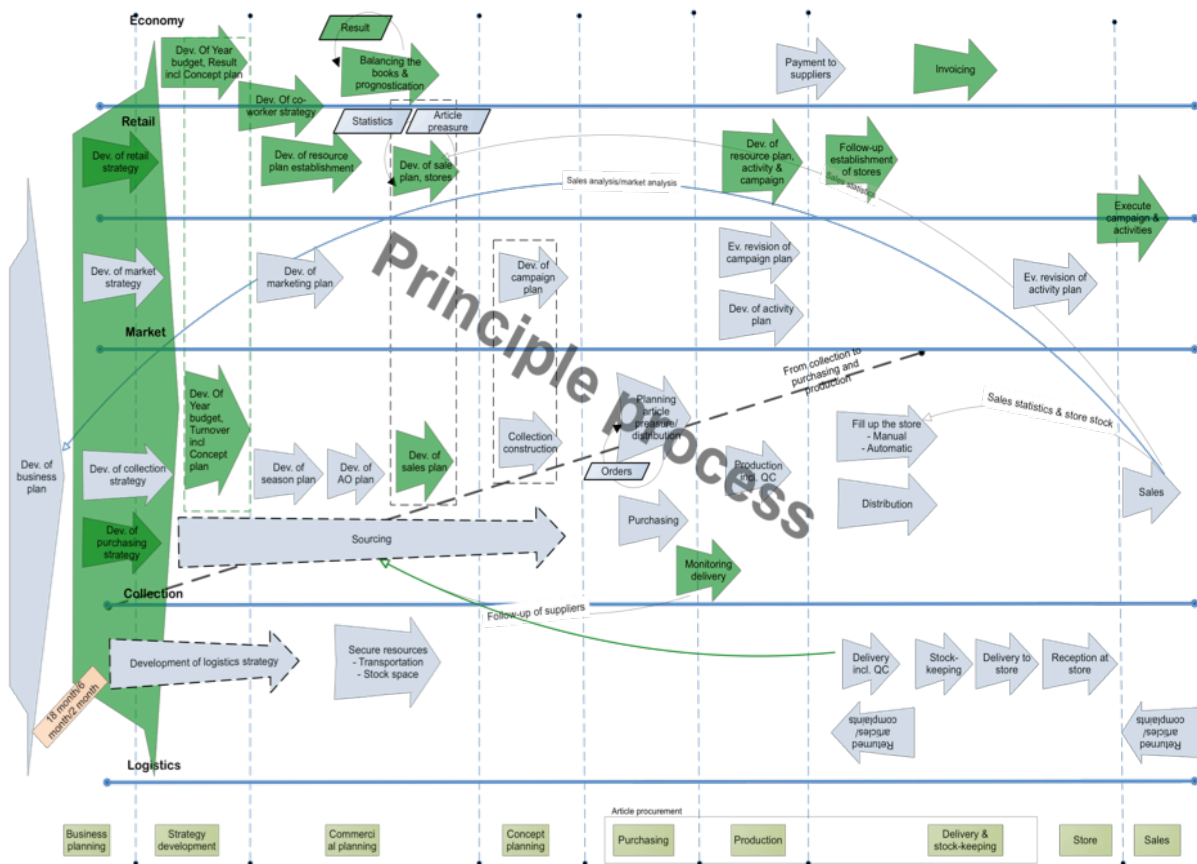 Economy
Result
Dev. Of Year
budget, Result
incl Concept plan
Balancing the
books &
prognostication
Payment to
suppliers
Invoicing
Dev. Of co-
worker strategy
Retail
Statistics
Article
preasure
Dev. of retail
strategy
Dev. of resource
plan establishment
Dev. of sale
plan, stores
Dev. of
resource plan,
activity &
campaign
Follow-up
establishment
of stores
Sales analysis/market analysis
Sales statistics
Execute
campaign &
activities
Dev. of market
strategy
Dev. of
marketing plan
Dev. of
campaign
plan
Ev. revision of
campaign plan
Ev. revision
of activity plan
Dev. of activity
plan
Market
Principle process
From collection to
purchasing and
production
Dev. Of
Year
budget,
Turnover
incl
Concept
plan
Planning
article
preasure/
distribution
Sales statistics & store stock
Fill up the store
- Manual
- Automatic
Dev. of
business
plan
Dev. of collection
strategy
Dev. of
season plan
Dev. of
AO plan
Dev. of
sales plan
Collection
construction
Orders
Production
incl. QC
Distribution
Sales
Dev. of
purchasing
strategy
Sourcing
Purchasing
Monitoring
delivery
Collection
Follow-up of suppliers
Development of logistics strategy
Secure resources
- Transportation
- Stock space
Delivery
incl. QC
Stock-
keeping
Delivery to
store
Reception at
store
18 month/6
month/2 month
Returned
articles/
complaints
Returned
articles/
complaints
Logistics
Article procurement
Business
planning
Strategy
development
Commerci
al planning
Concept
planning
Purchasing
Production
Delivery &
stock-keeping
Store
Sales